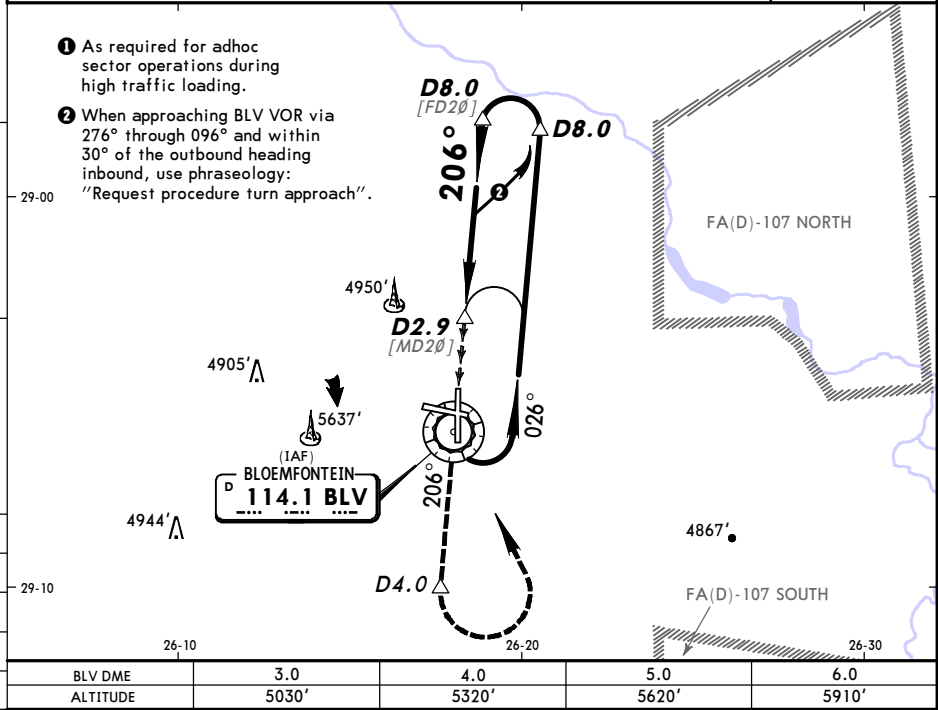 ❶ As required for adhoc
sector operations during
high traffic loading.
❷ When approaching BLV VOR via
276° through 096° and within
30° of the outbound heading
inbound, use phraseology:
"Request procedure turn approach".
D8.0
[FD2Ø]
D8.0
206°
❷
29-00
FA(D)-107 NORTH
4950'
D2.9
[MD2Ø]
4905'
5637'
026°
(IAF)
BLOEMFONTEIN
D 114.1 BLV
206°
4944'
4867'
D4.0
29-10
FA(D)-107 SOUTH
26-10
26-20
26-30
BLV DME 3.0 4.0 5.0 6.0
ALTITUDE 5030' 5320' 5620' 5910'